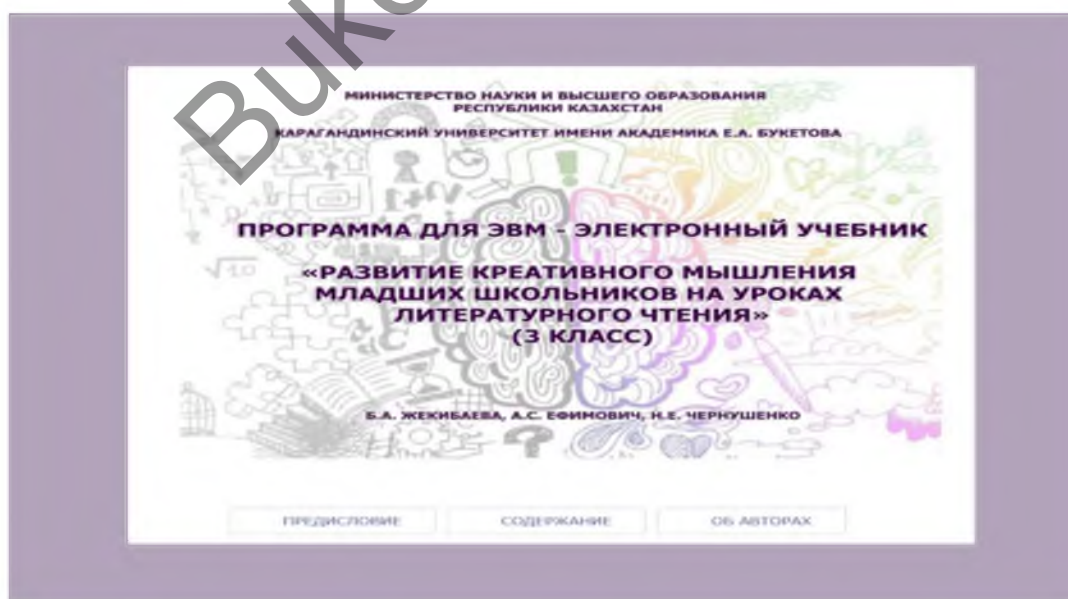 Buk
МИНИСТЕРСТВО НАУКИ И ВЫСШЕГО ОБРАЗОВАНИЯ
РЕСПУБЛИКИ КАЗАХСТАН
КАРАГАНДИНСКИЙ УНИВЕРСИТЕТ ИМЕНИ АКАДЕМИКА Е.А. БУКЕТОВА
ПРОГРАММА ДЛЯ ЭВМ - ЭЛЕКТРОННЫЙ УЧЕБНИК
«РАЗВИТИЕ КРЕАТИВНОГО МЫШЛЕНИЯ
МЛАДШИХ ШКОЛЬНИКОВ НА УРОКАХ
ЛИТЕРАТУРНОГО ЧТЕНИЯ»
(3 КЛАСС)
Б.А. ЖЕКИБАЕВА, А.С. ЕФИМОВИЧ, Н.Е. ЧЕРНУШЕНКО
ПРЕДИСЛОВИЕ СОДЕРЖАНИЕ ОБ АВТОРАХ